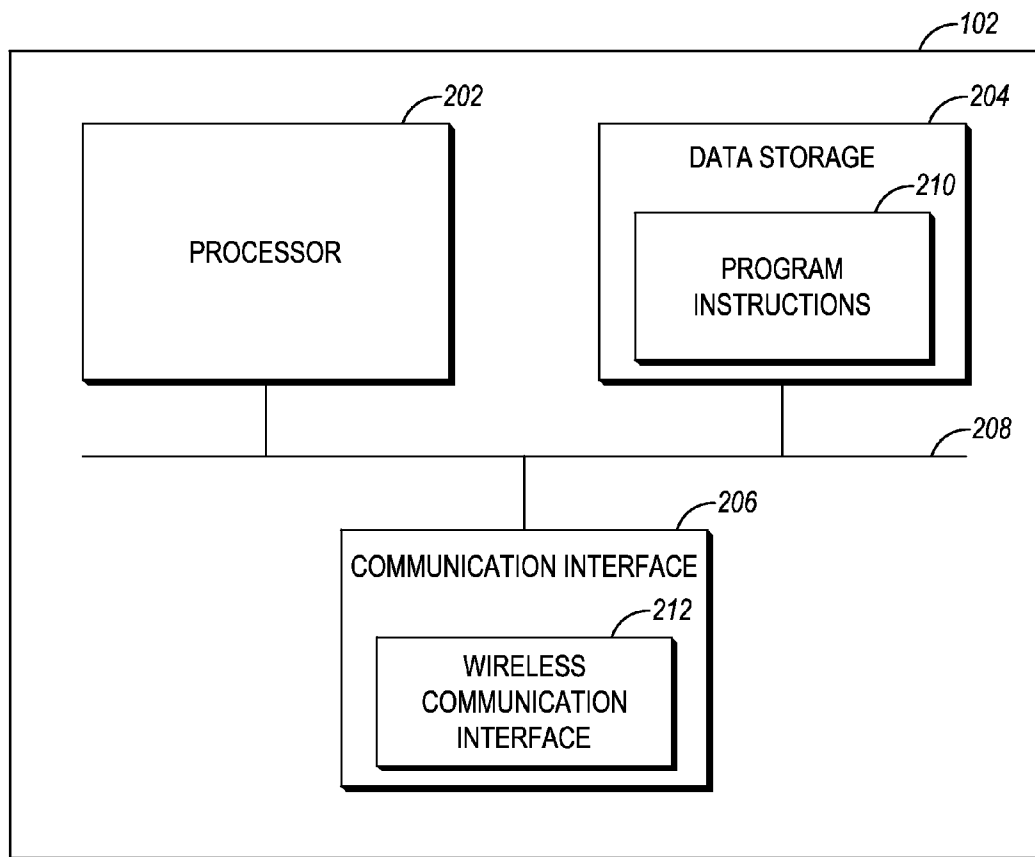 102
202
204
PROCESSOR
DATA STORAGE
210
PROGRAM
INSTRUCTIONS
208
206
COMMUNICATION INTERFACE
212
WIRELESS
COMMUNICATION
INTERFACE